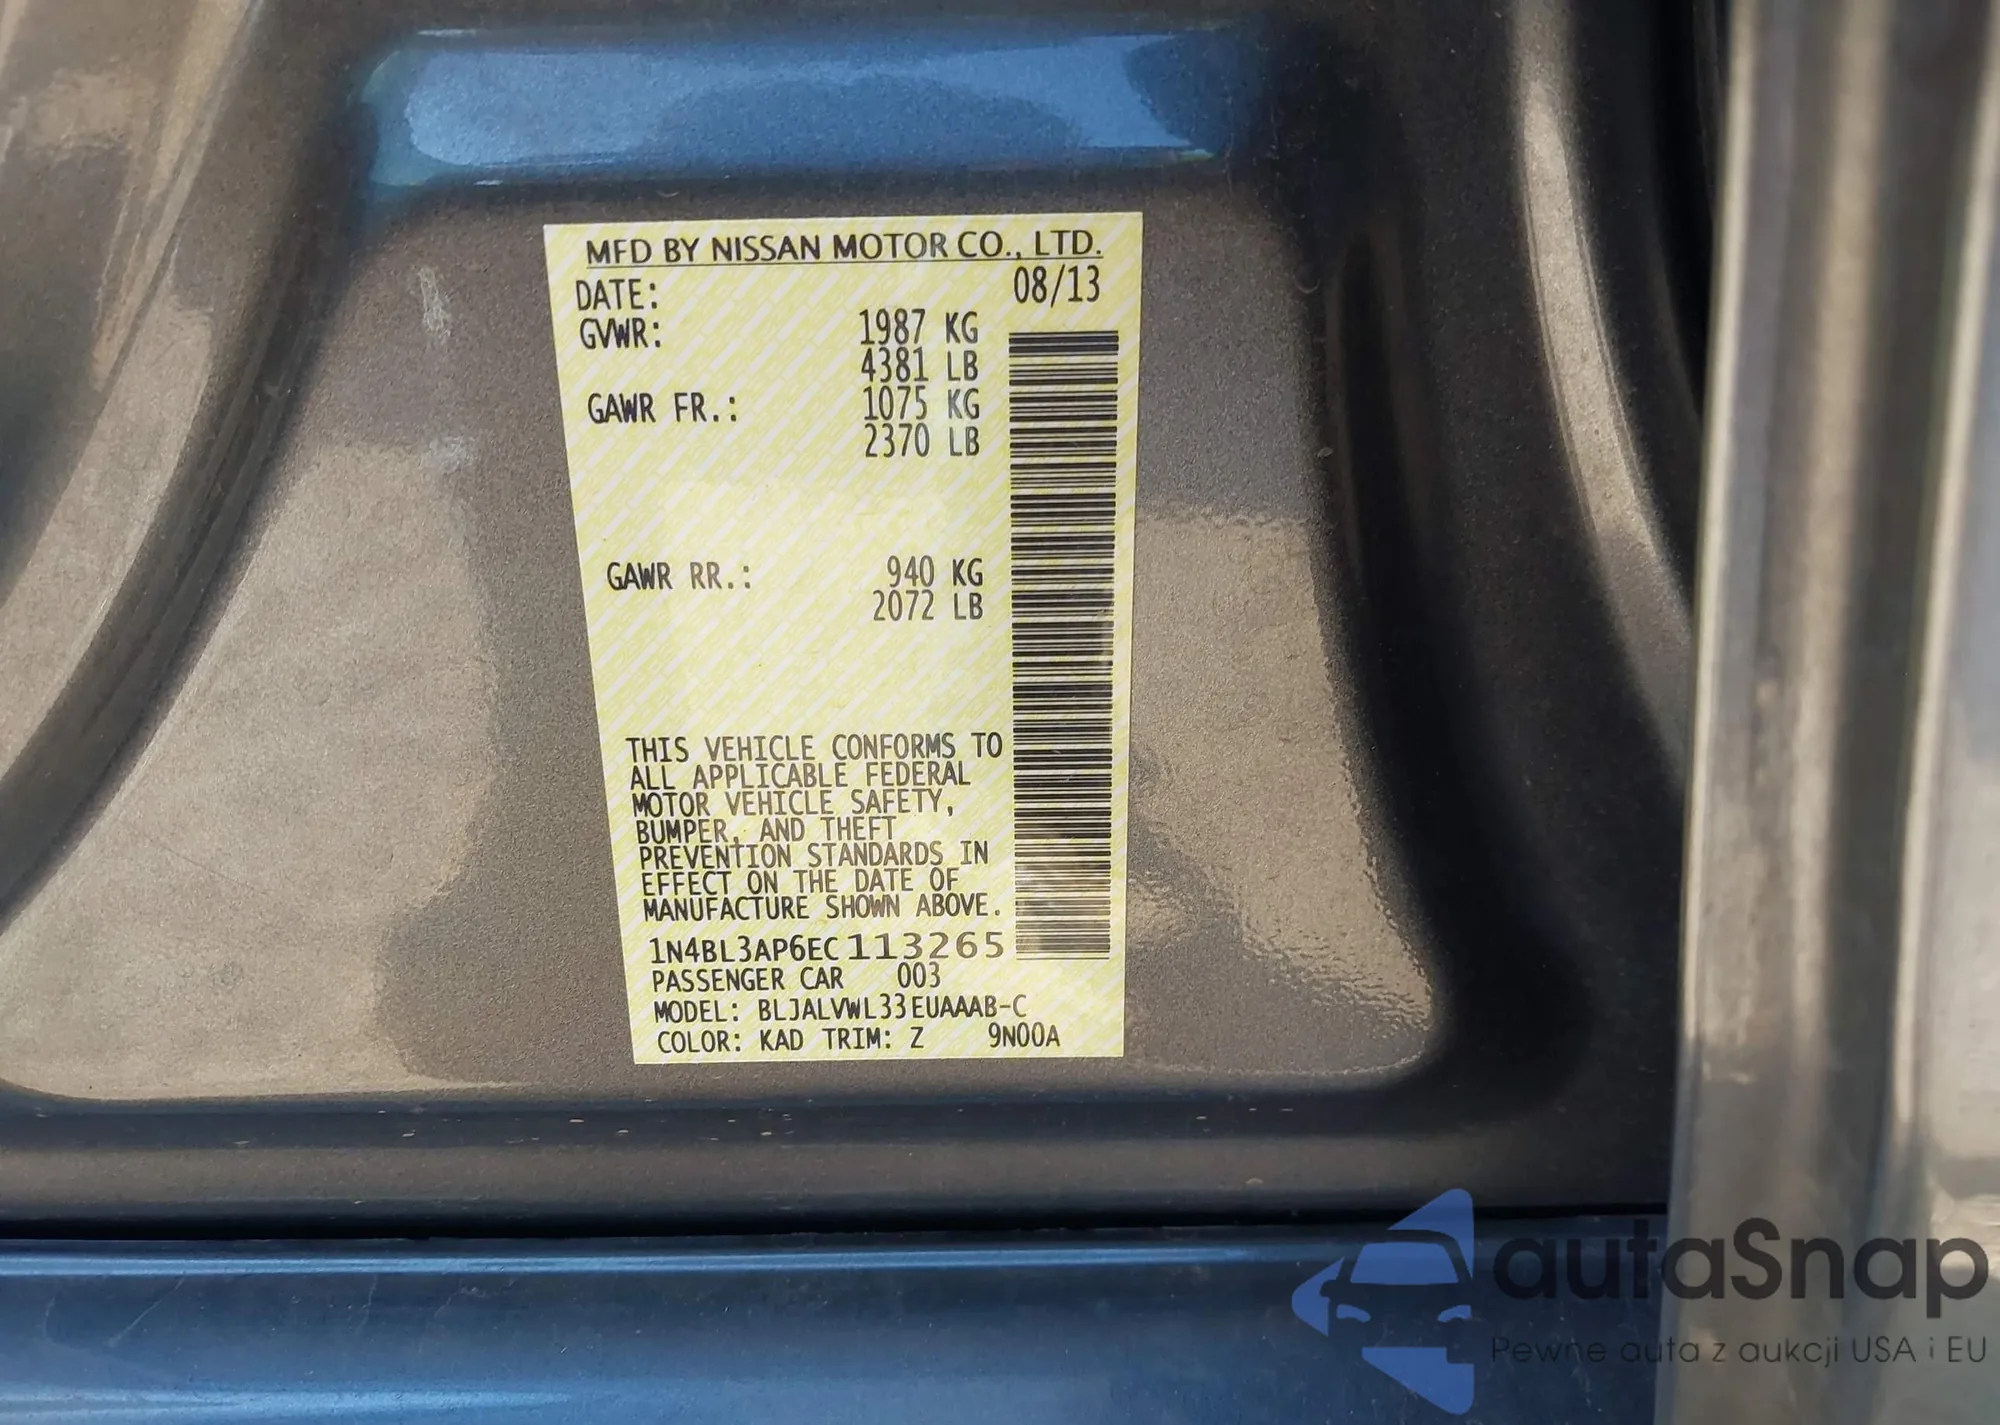 MFD BY NISSAN MOTOR CO., LTD.
DATE: 08/13
GVWR: 1987 KG
4381 LB
GAWR FR.: 1075 KG
2370 LB
GAWR RR.: 940 KG
2072 LB
THIS VEHICLE CONFORMS TO
ALL APPLICABLE FEDERAL
MOTOR VEHICLE SAFETY,
BUMPER, AND THEFT
PREVENTION STANDARDS IN
EFFECT ON THE DATE OF
MANUFACTURE SHOWN ABOVE.
1N4BL3AP6EC113265
PASSENGER CAR 003
MODEL: BLJALVWL33EUAAAB-C
COLOR: KAD TRIM: Z 9N00A
autaSnap
Pewne auta z aukcji USA i EU